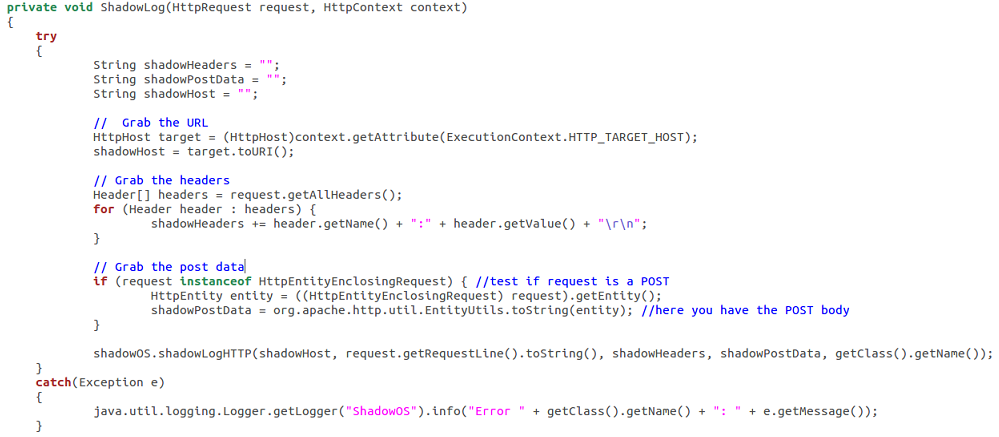 private void ShadowLog(HttpRequest request, HttpContext context)
{
try
{
String shadowHeaders = "";
String shadowPostData = "";
String shadowHost = "";
//  Grab the URL
HttpHost target = (HttpHost)context.getAttribute(ExecutionContext.HTTP_TARGET_HOST);
shadowHost = target.toURI();
// Grab the headers
Header[] headers = request.getAllHeaders();
for (Header header : headers) {
shadowHeaders += header.getName() + ":" + header.getValue() + "\r\n";
}
// Grab the post data
if (request instanceof HttpEntityEnclosingRequest) { //test if request is a POST
HttpEntity entity = ((HttpEntityEnclosingRequest) request).getEntity();
shadowPostData = org.apache.http.util.EntityUtils.toString(entity); //here you have the POST body
}
shadowOS.shadowLogHTTP(shadowHost, request.getRequestLine().toString(), shadowHeaders, shadowPostData, getClass().getName());
}
catch(Exception e)
{
java.util.logging.Logger.getLogger("ShadowOS").info("Error " + getClass().getName() + ": " + e.getMessage());
}